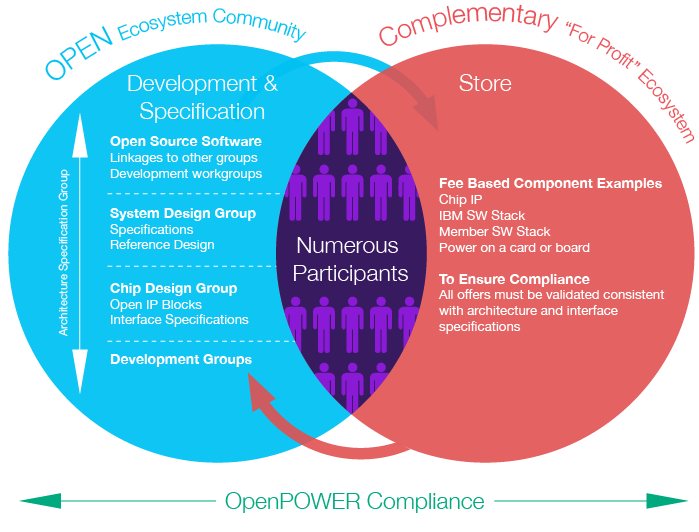 OPEN Ecosystem Community
Complementary "For Profit" Ecosystem
Development &
Specification
Architecture Specification Group
Open Source Software
Linkages to other groups
Development workgroups
System Design Group
Specifications
Reference Design
Chip Design Group
Open IP Blocks
Interface Specifications
Development Groups
Numerous
Participants
Store
Fee Based Component Examples
Chip IP
IBM SW Stack
Member SW Stack
Power on a card or board
To Ensure Compliance
All offers must be validated consistent
with architecture and interface
specifications
OpenPOWER Compliance